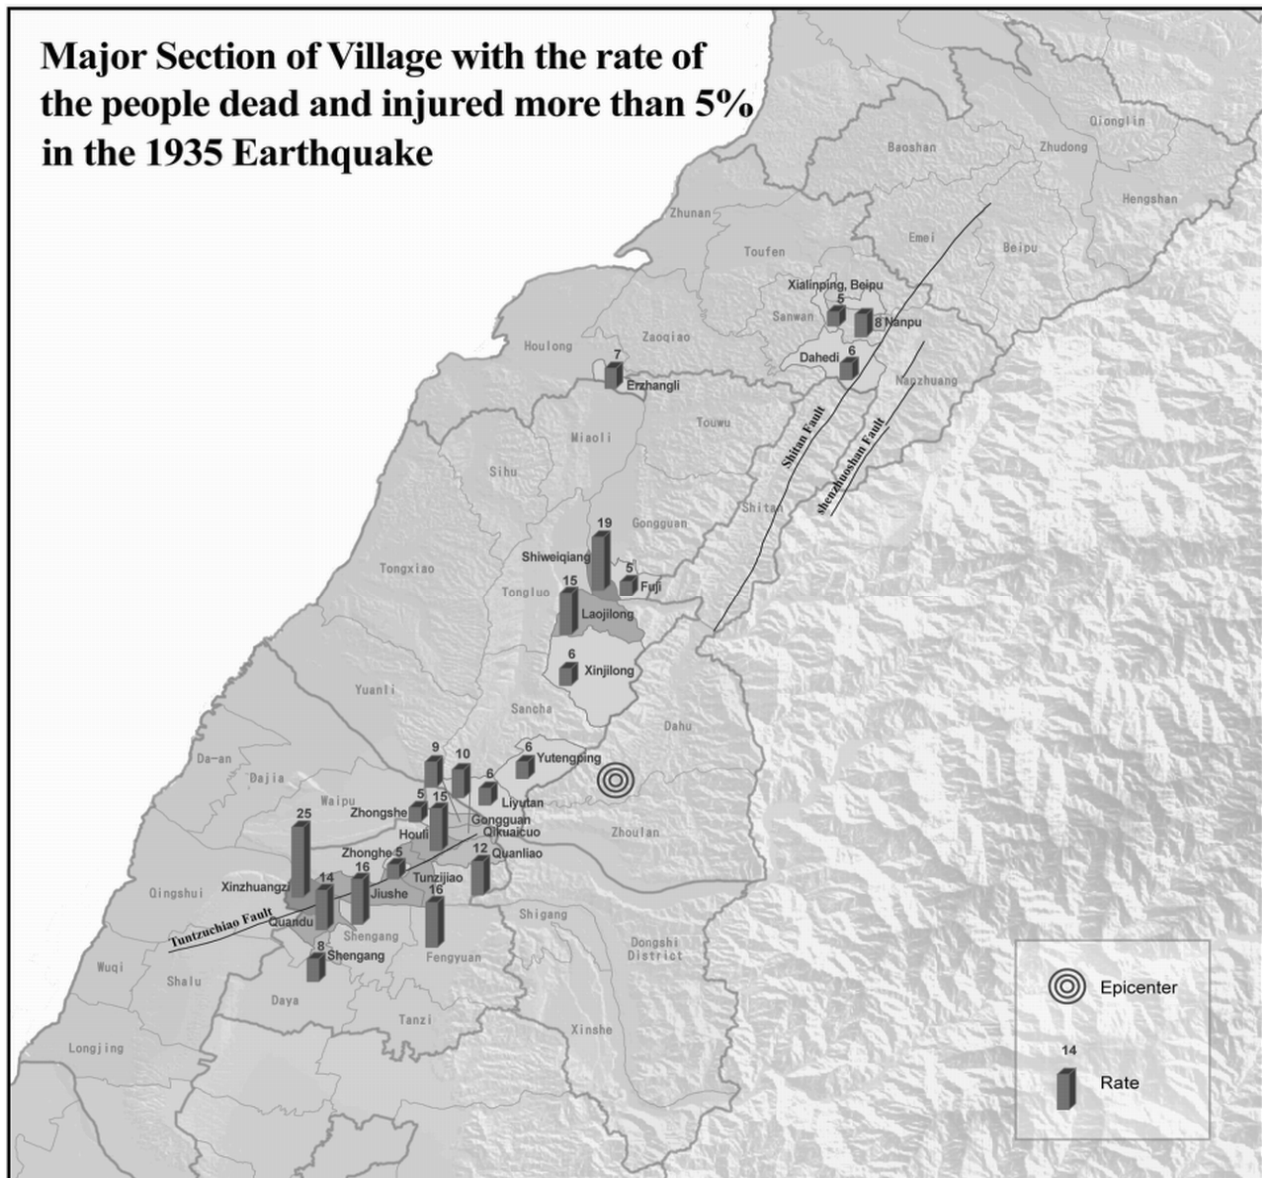 Major Section of Village with the rate of
the people dead and injured more than 5%
in the 1935 Earthquake
Qionglin
Baoshan
Zhudong
Hengshan
Zhunan
Emei
Beipu
Toufen
Xialinping, Beipu
5
Sanwan
8 Nanpu
Zaoqiao
Houlong
7
Dahedi
6
Erzhangli
Nanzhuang
Touwu
Miaoli
Shitan Fault
shenzhuoshan Fault
Sihu
Shitan
19
Gongguan
Shiweiqiang
Tongxiao
15
5
Fuji
Tongluo
Laojilong
6
Xinjilong
Yuanli
Sancha
Dahu
Da-an
9
10
6
Yutengping
Dajia
6
Waipu
5
15
Liyutan
Zhongshe
25
Gongguan
Houli
Qikuaicuo
Zhoulan
Zhonghe 5
12
Quanliao
16
Tunzijiao
Xinzhuangzi
14
Qingshui
Jiushe
16
Tuntzuchiao Fault
Quandu
Shigang
Shengang
8
Shengang
Fengyuan
Dongshi
District
Wuqi
Shalu
Daya
Epicenter
Tanzi
Xinshe
Longjing
14
Rate